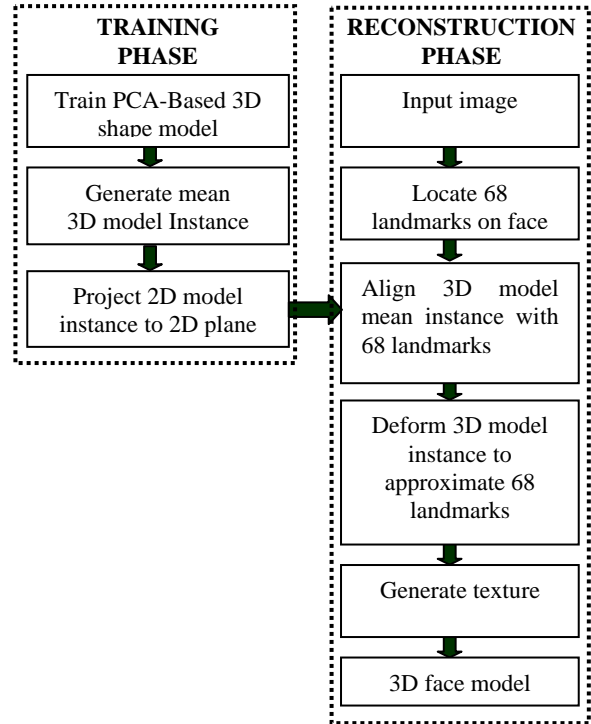 TRAINING
PHASE
Train PCA-Based 3D
shape model
Generate mean
3D model Instance
Project 2D model
instance to 2D plane
RECONSTRUCTION
PHASE
Input image
Locate 68
landmarks on face
Align 3D model
mean instance with
68 landmarks
Deform 3D model
instance to
approximate 68
landmarks
Generate texture
3D face model